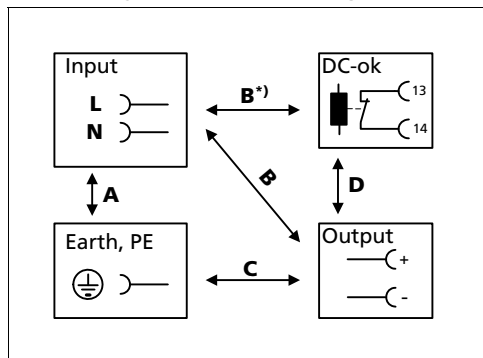 Input
L
N
B*)
DC-ok
13
14
A
B
D
Earth, PE
C
Output
+
-